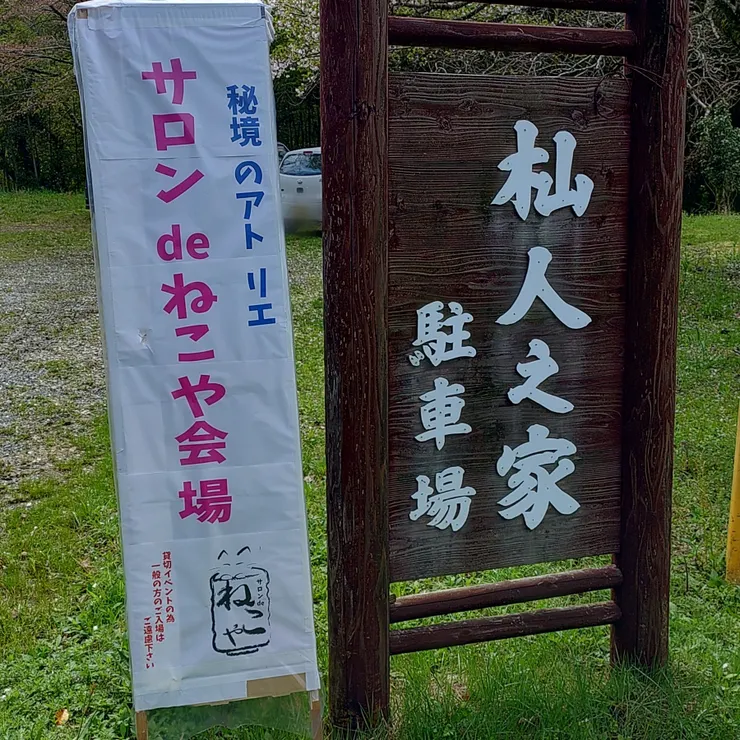 秘境のアトリエ
サロン de ねこや会場
貸切イベントの為
一般の方のご入場は
ご遠慮下さい
サロンde
ねこや
杣人之家
駐車場